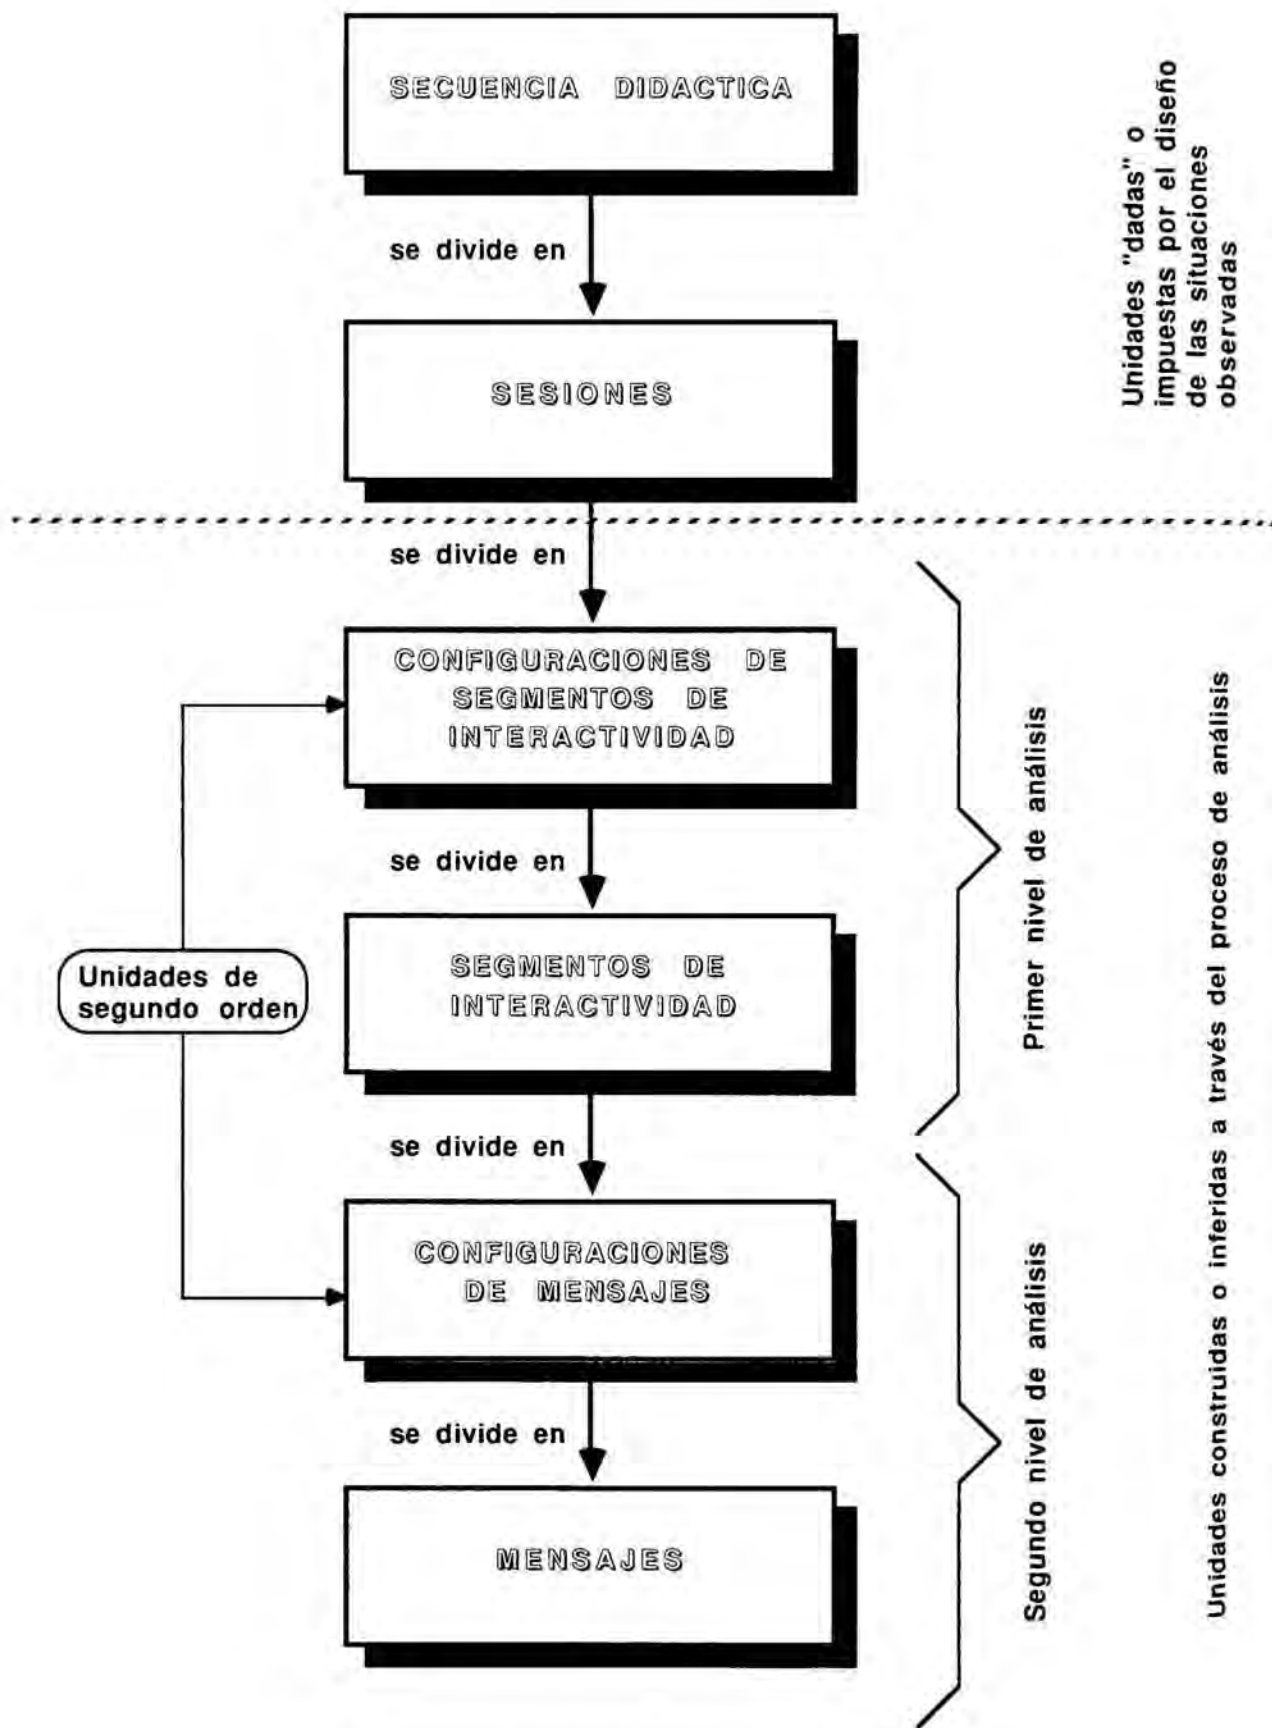 SECUENCIA DIDACTICA
se divide en
SESIONES
Unidades "dadas" o
impuestas por el diseño
de las situaciones
observadas
se divide en
CONFIGURACIONES DE
SEGMENTOS DE
INTERACTIVIDAD
se divide en
SEGMENTOS DE
INTERACTIVIDAD
Unidades de
segundo orden
se divide en
CONFIGURACIONES
DE MENSAJES
se divide en
MENSAJES
Primer nivel de análisis
Segundo nivel de análisis
Unidades construidas o inferidas a través del proceso de análisis